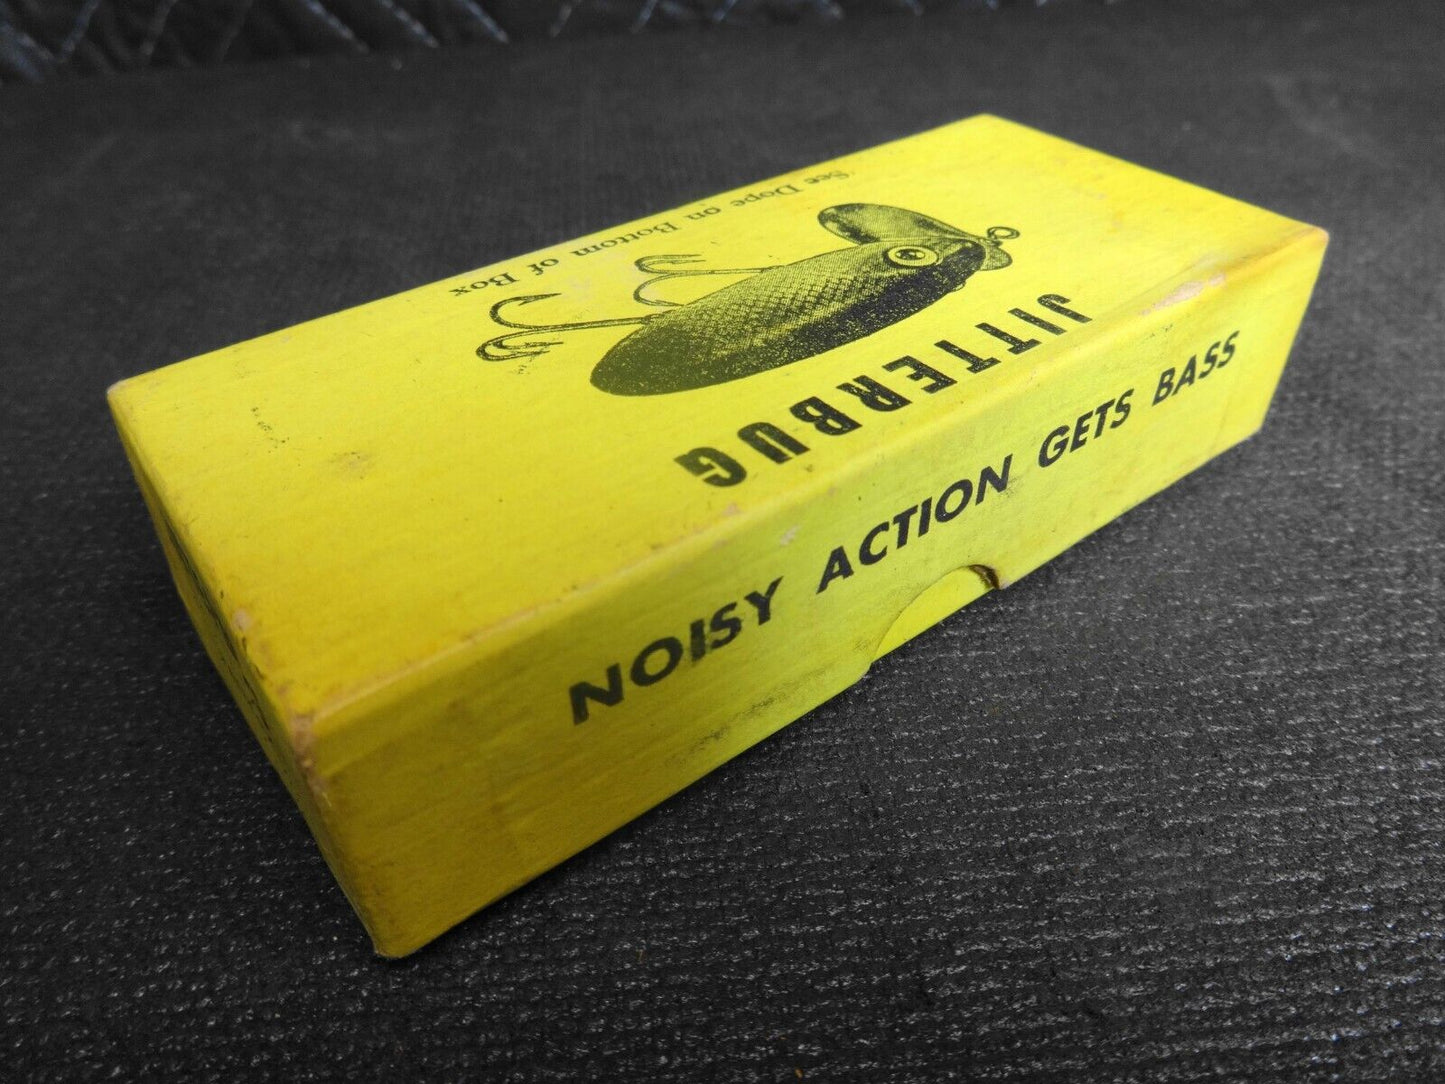 JITTERBUG
See Dope on Bottom of Box
NOISY ACTION GETS BASS